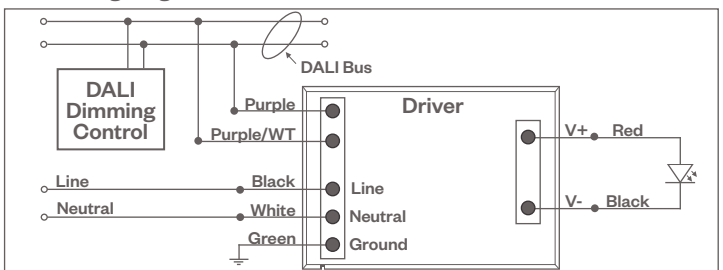 DALI Bus
DALI
Dimming
Control
Driver
Purple
Purple/WT
V+ Red
Line Black Line
V- Black
Neutral White Neutral
Green Ground